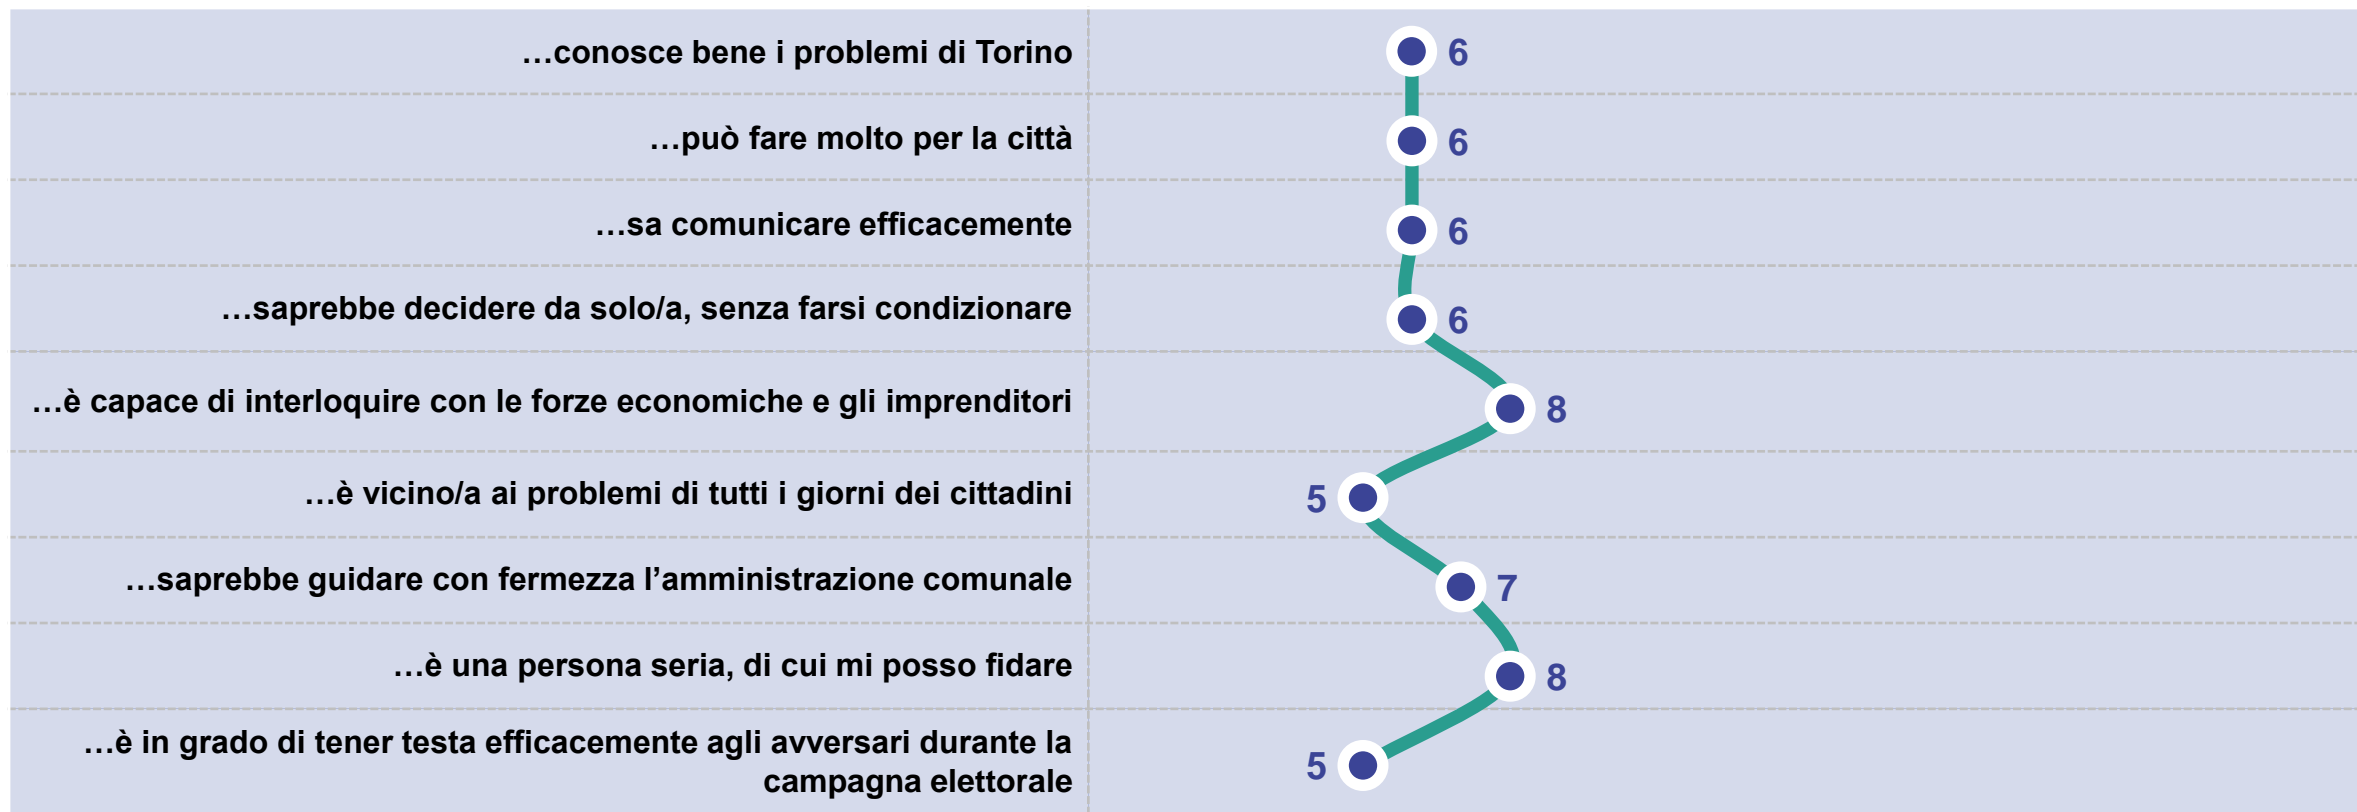 …conosce bene i problemi di Torino
6
…può fare molto per la città
6
…sa comunicare efficacemente
6
…saprebbe decidere da solo/a, senza farsi condizionare
6
…è capace di interloquire con le forze economiche e gli imprenditori
8
…è vicino/a ai problemi di tutti i giorni dei cittadini
5
…saprebbe guidare con fermezza l’amministrazione comunale
7
…è una persona seria, di cui mi posso fidare
8
…è in grado di tener testa efficacemente agli avversari durante la
campagna elettorale
5